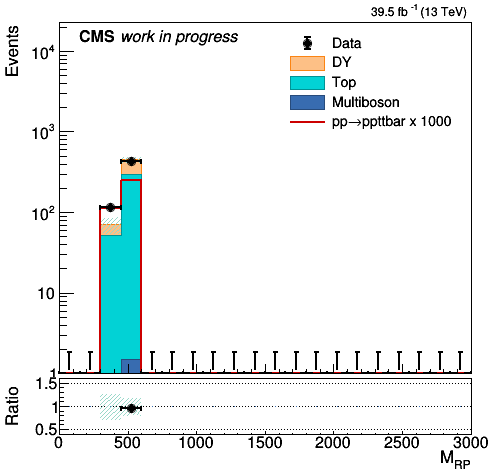 39.5 fb⁻¹ (13 TeV)
Events
CMS work in progress
Data
DY
Top
Multiboson
pp→ppttbar x 1000
10⁴
10³
10²
10
1
Ratio
1.5
1
0.5
0 500 1000 1500 2000 2500 3000
M_RP